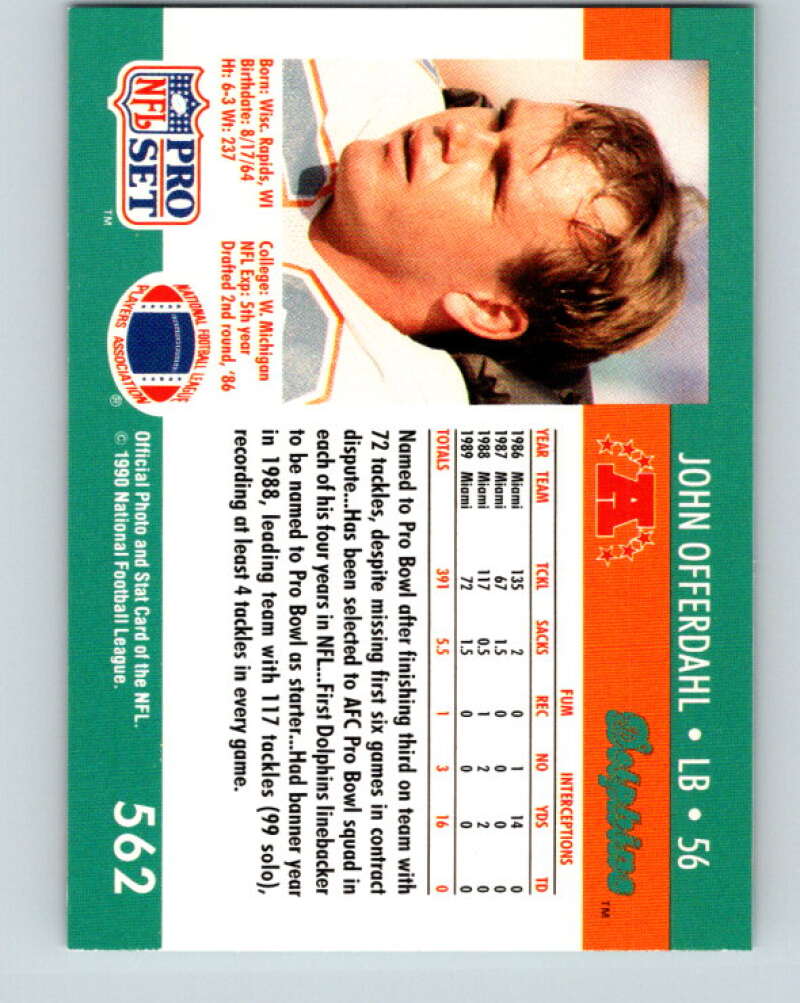 JOHN OFFERDAHL • LB • 56
A
Dolphins™
FUM INTERCEPTIONS
YEAR TEAM TCKL SACKS REC NO YDS TD
1986 Miami 135 2 0 1 14 0
1987 Miami 67 1.5 0 0 0 0
1988 Miami 117 0.5 1 2 2 0
1989 Miami 72 1.5 0 0 0 0
TOTALS 391 5.5 1 3 16 0
Named to Pro Bowl after finishing third on team with
72 tackles, despite missing first six games in contract
dispute...Has been selected to AFC Pro Bowl squad in
each of his four years in NFL...First Dolphins linebacker
to be named to Pro Bowl as starter...Had banner year
in 1988, leading team with 117 tackles (99 solo),
recording at least 4 tackles in every game.
Born: Wisc. Rapids, WI
Birthdate: 8/17/64
Ht: 6-3 Wt: 237
College: W. Michigan
NFL Exp: 5th year
Drafted 2nd round, '86
NFL
PRO
SET
™
NATIONAL FOOTBALL LEAGUE
PLAYERS ASSOCIATION
®
Official Photo and Stat Card of the NFL.
© 1990 National Football League.
562